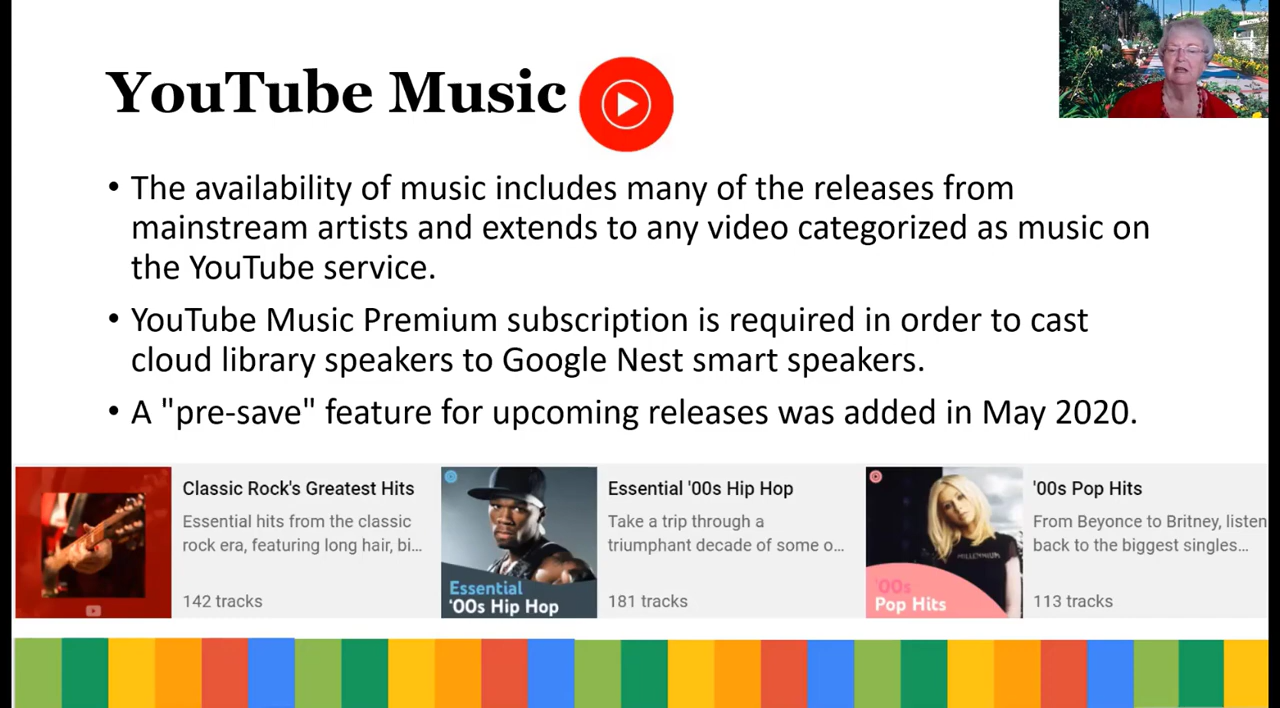 YouTube Music
• The availability of music includes many of the releases from
mainstream artists and extends to any video categorized as music on
the YouTube service.
• YouTube Music Premium subscription is required in order to cast
cloud library speakers to Google Nest smart speakers.
• A "pre-save" feature for upcoming releases was added in May 2020.
Classic Rock's Greatest Hits
Essential hits from the classic
rock era, featuring long hair, bi...
142 tracks
Essential
'00s Hip Hop
Essential '00s Hip Hop
Take a trip through a
triumphant decade of some o...
181 tracks
MILLENNIUM
'00s
Pop Hits
'00s Pop Hits
From Beyonce to Britney, listen
back to the biggest singles...
113 tracks